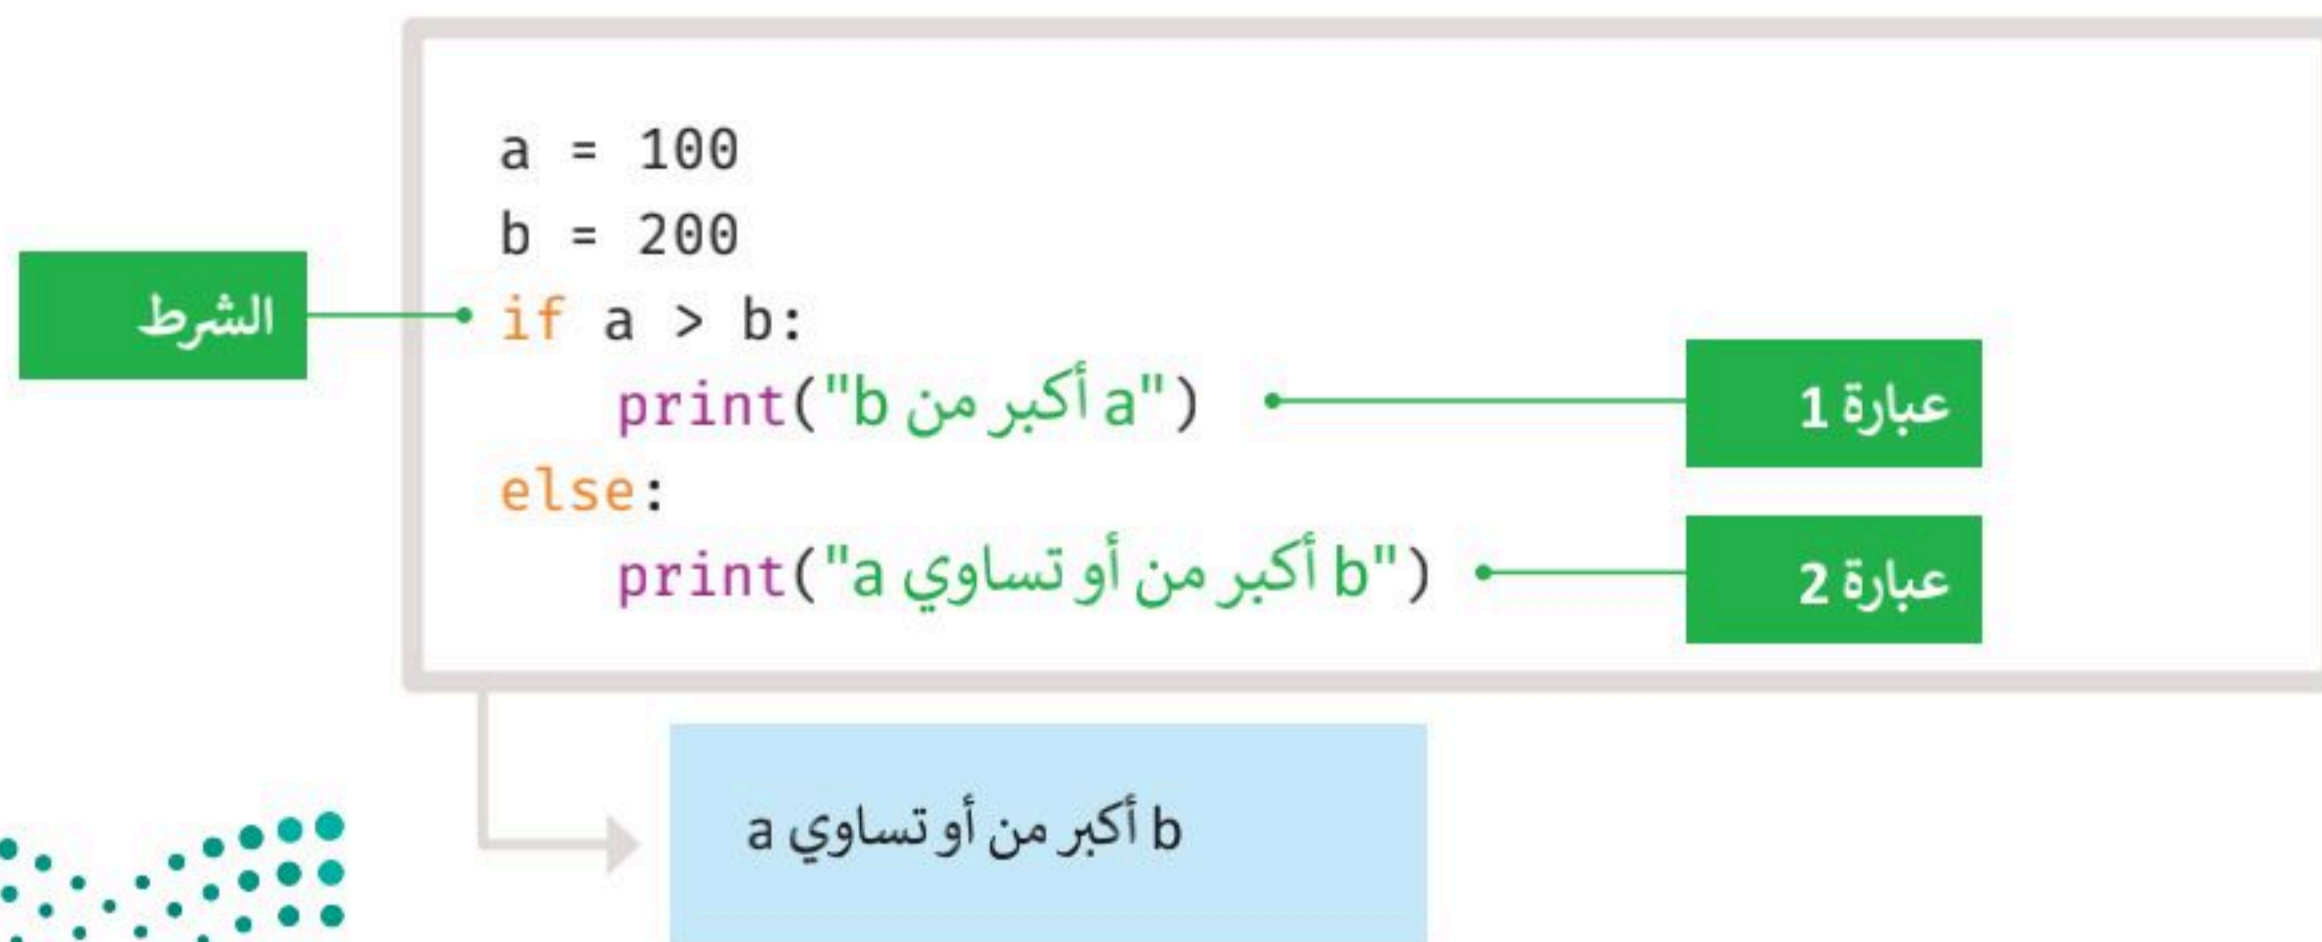 a = 100
b = 200
الشرط
if a > b:
print("a أكبر من b")
عبارة 1
else:
print("b أكبر من أو تساوي a")
عبارة 2
b أكبر من أو تساوي a